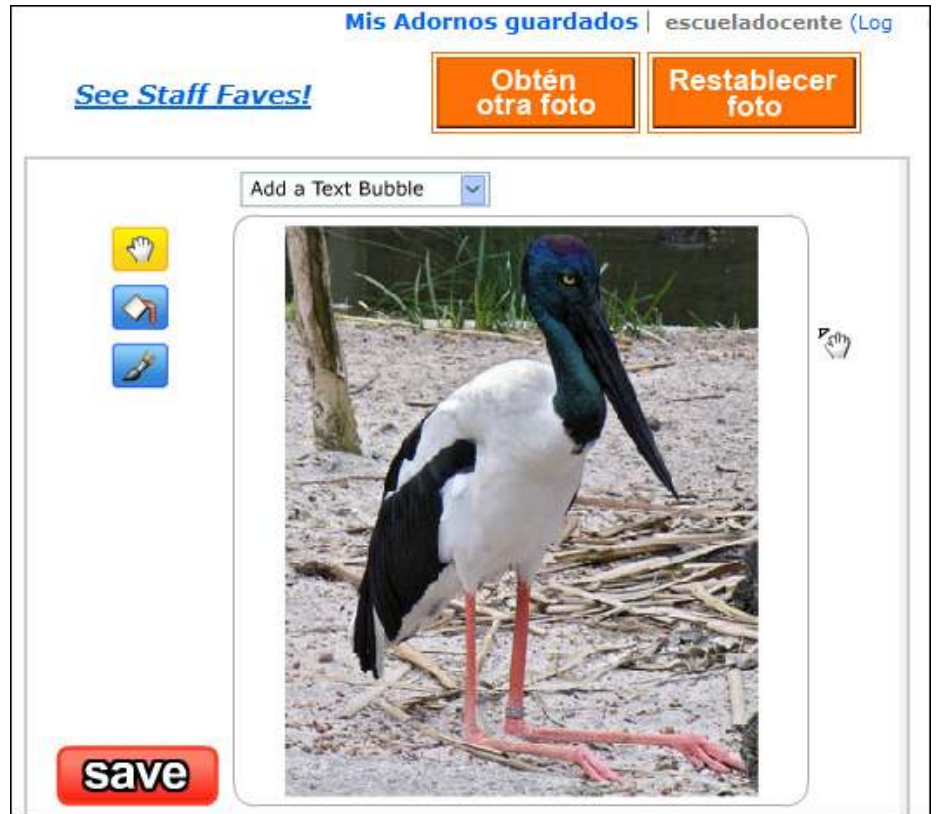 Mis Adornos guardados | escueladocente (Log
See Staff Faves!
Obtén
otra foto
Restablecer
foto
Add a Text Bubble
save